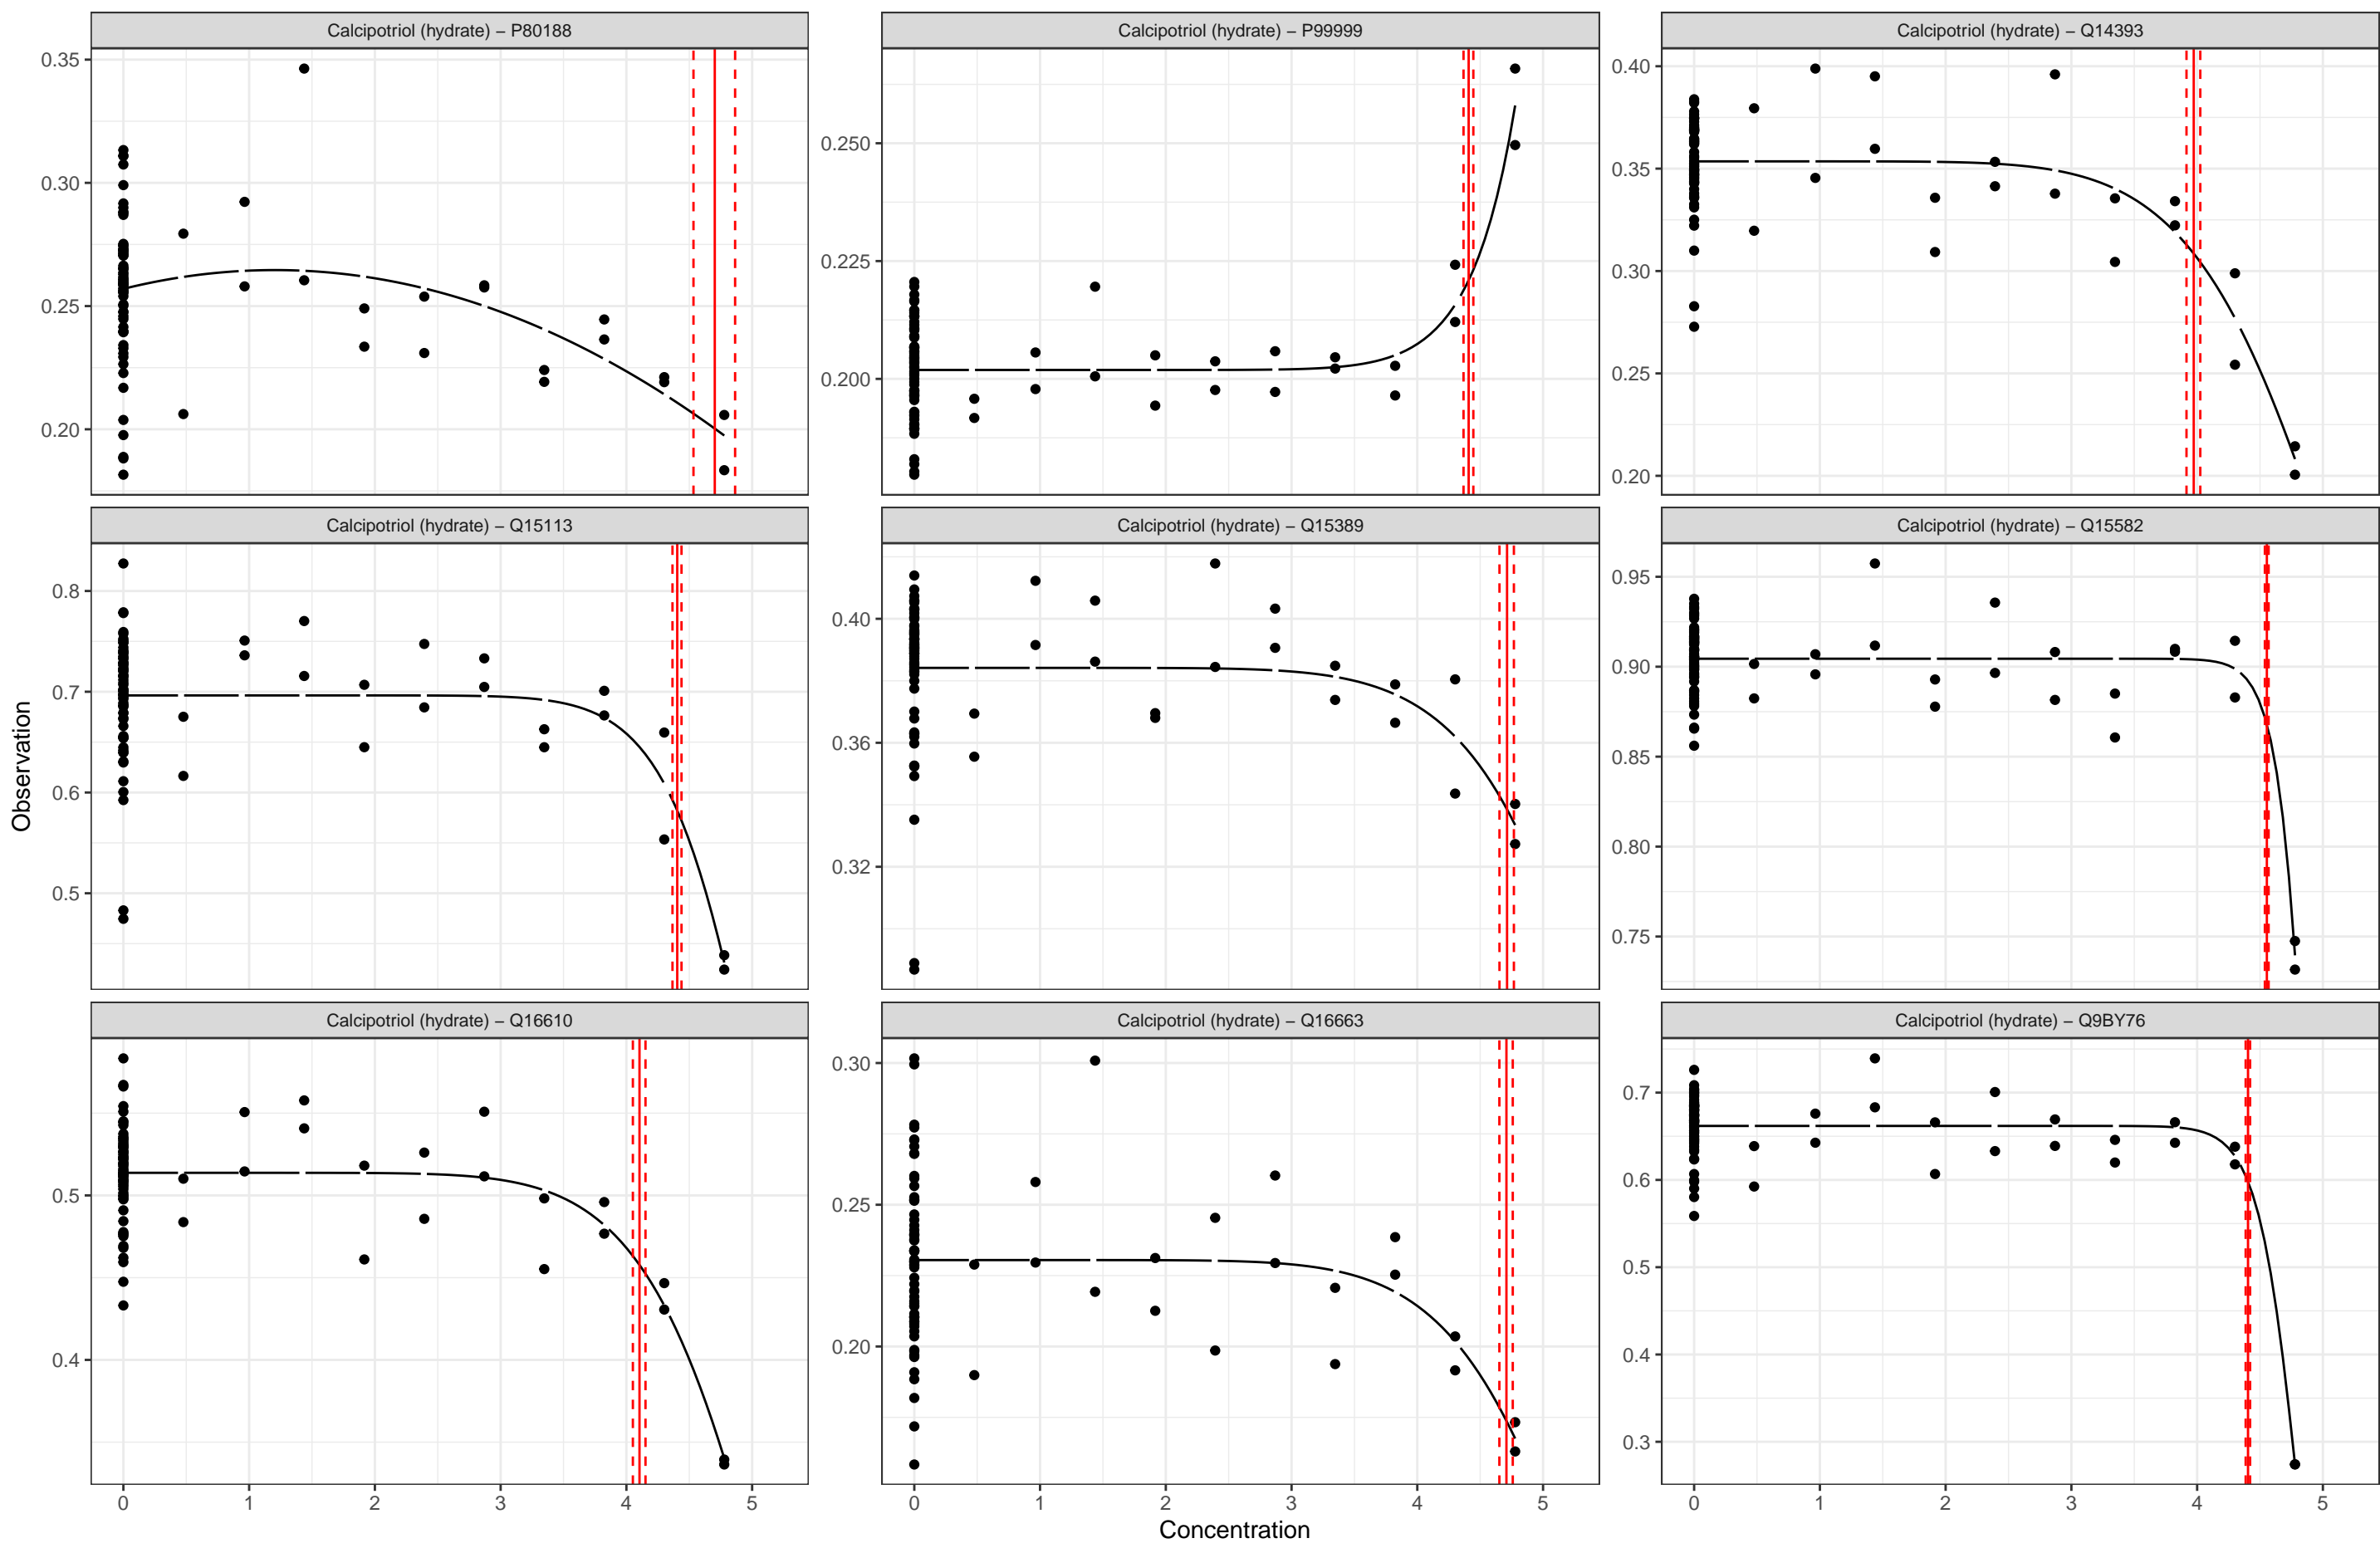 Calcipotriol (hydrate) – P80188
Calcipotriol (hydrate) – P99999
Calcipotriol (hydrate) – Q14393
0.35
0.30
0.25
0.20
0.250
0.225
0.200
0.40
0.35
0.30
0.25
0.20
Calcipotriol (hydrate) – Q15113
Calcipotriol (hydrate) – Q15389
Calcipotriol (hydrate) – Q15582
0.8
0.7
0.6
0.5
0.40
0.36
0.32
0.95
0.90
0.85
0.80
0.75
Observation
Calcipotriol (hydrate) – Q16610
Calcipotriol (hydrate) – Q16663
Calcipotriol (hydrate) – Q9BY76
0.5
0.4
0.30
0.25
0.20
0.7
0.6
0.5
0.4
0.3
0 1 2 3 4 5
0 1 2 3 4 5
0 1 2 3 4 5
Concentration